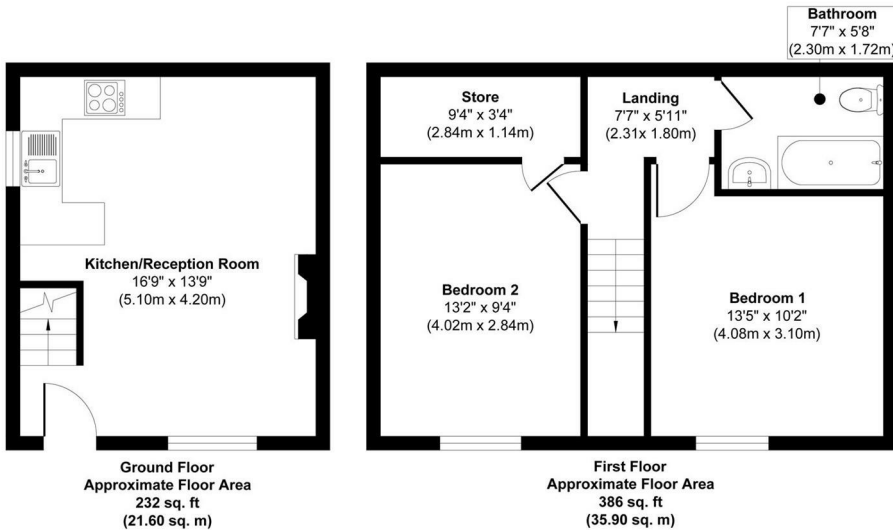 Bathroom
7'7" x 5'8"
(2.30m x 1.72m)
Store
9'4" x 3'4"
(2.84m x 1.14m)
Landing
7'7" x 5'11"
(2.31x 1.80m)
Kitchen/Reception Room
16'9" x 13'9"
(5.10m x 4.20m)
Bedroom 2
13'2" x 9'4"
(4.02m x 2.84m)
Bedroom 1
13'5" x 10'2"
(4.08m x 3.10m)
Ground Floor
Approximate Floor Area
232 sq. ft
(21.60 sq. m)
First Floor
Approximate Floor Area
386 sq. ft
(35.90 sq. m)